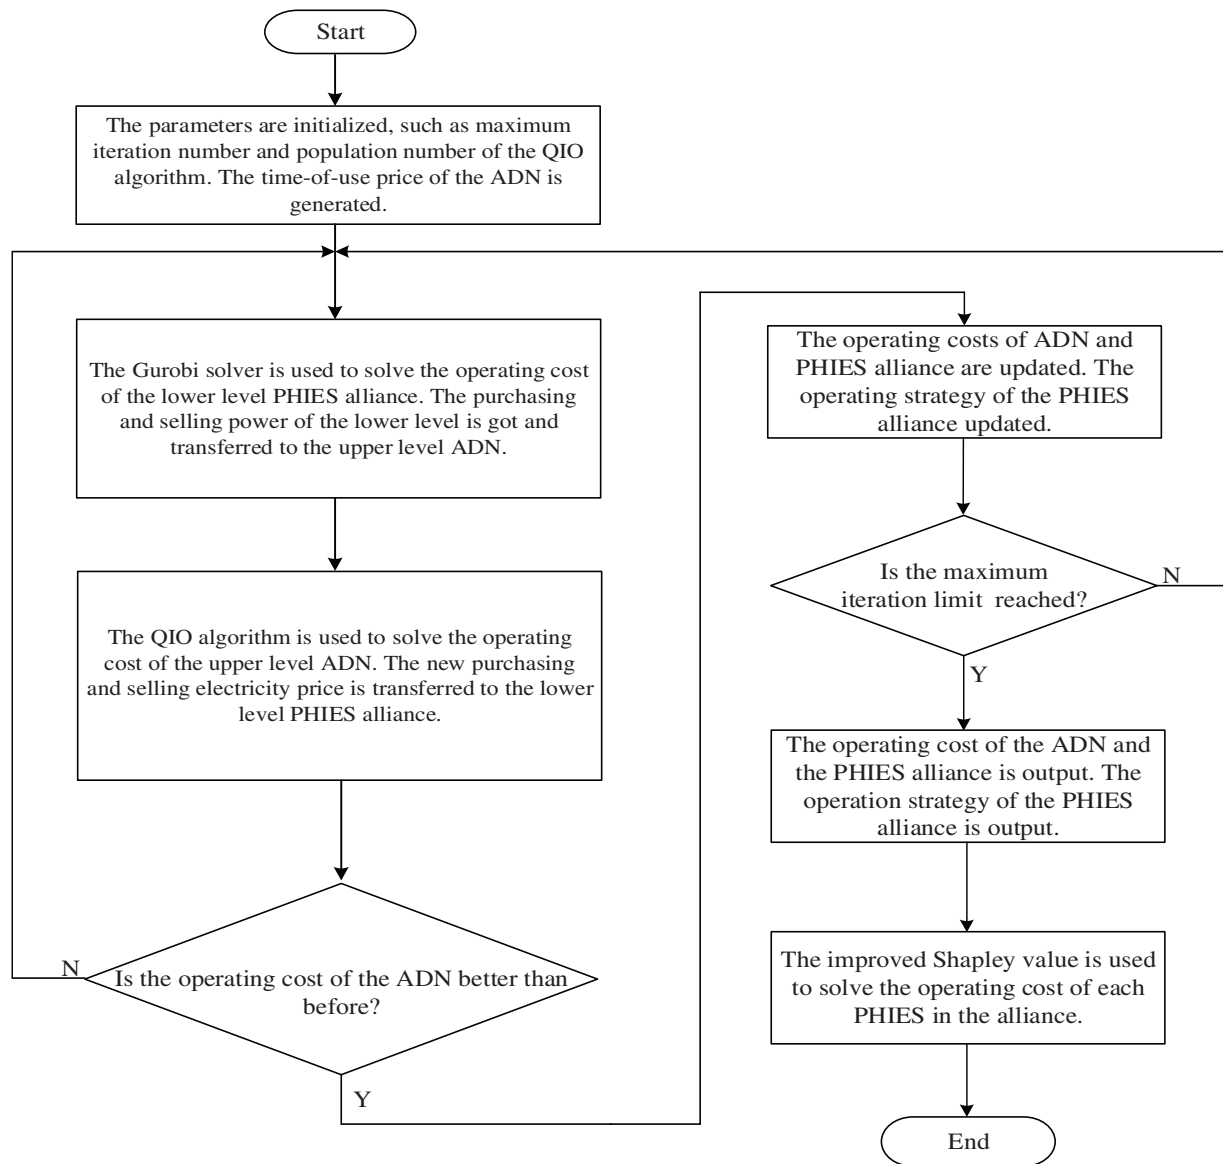 Start
The parameters are initialized, such as maximum
iteration number and population number of the QIO
algorithm. The time-of-use price of the ADN is
generated.
The Gurobi solver is used to solve the operating cost
of the lower level PHIES alliance. The purchasing
and selling power of the lower level is got and
transferred to the upper level ADN.
The QIO algorithm is used to solve the operating
cost of the upper level ADN. The new purchasing
and selling electricity price is transferred to the lower
level PHIES alliance.
N
Is the operating cost of the ADN better than
before?
Y
The operating costs of ADN and
PHIES alliance are updated. The
operating strategy of the PHIES
alliance updated.
Is the maximum
iteration limit reached?
N
Y
The operating cost of the ADN and
the PHIES alliance is output. The
operation strategy of the PHIES
alliance is output.
The improved Shapley value is used
to solve the operating cost of each
PHIES in the alliance.
End